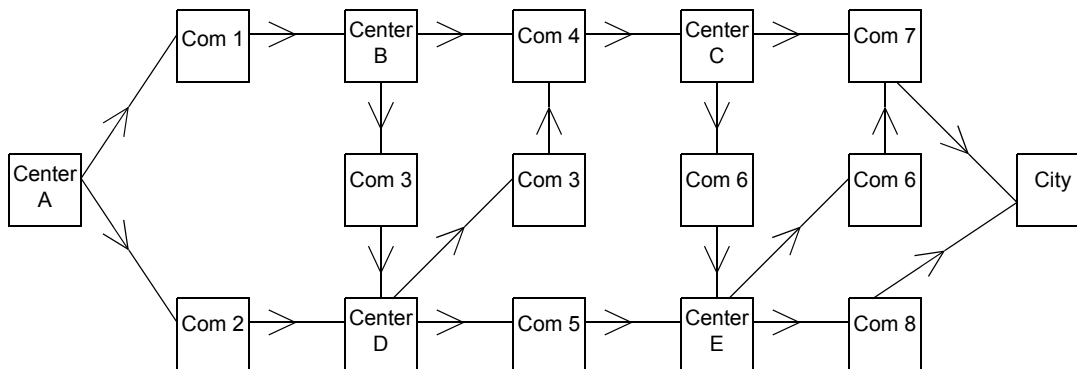 Com 1
Center
B
Com 4
Center
C
Com 7
Center
A
Com 3
Com 3
Com 6
Com 6
City
Com 2
Center
D
Com 5
Center
E
Com 8